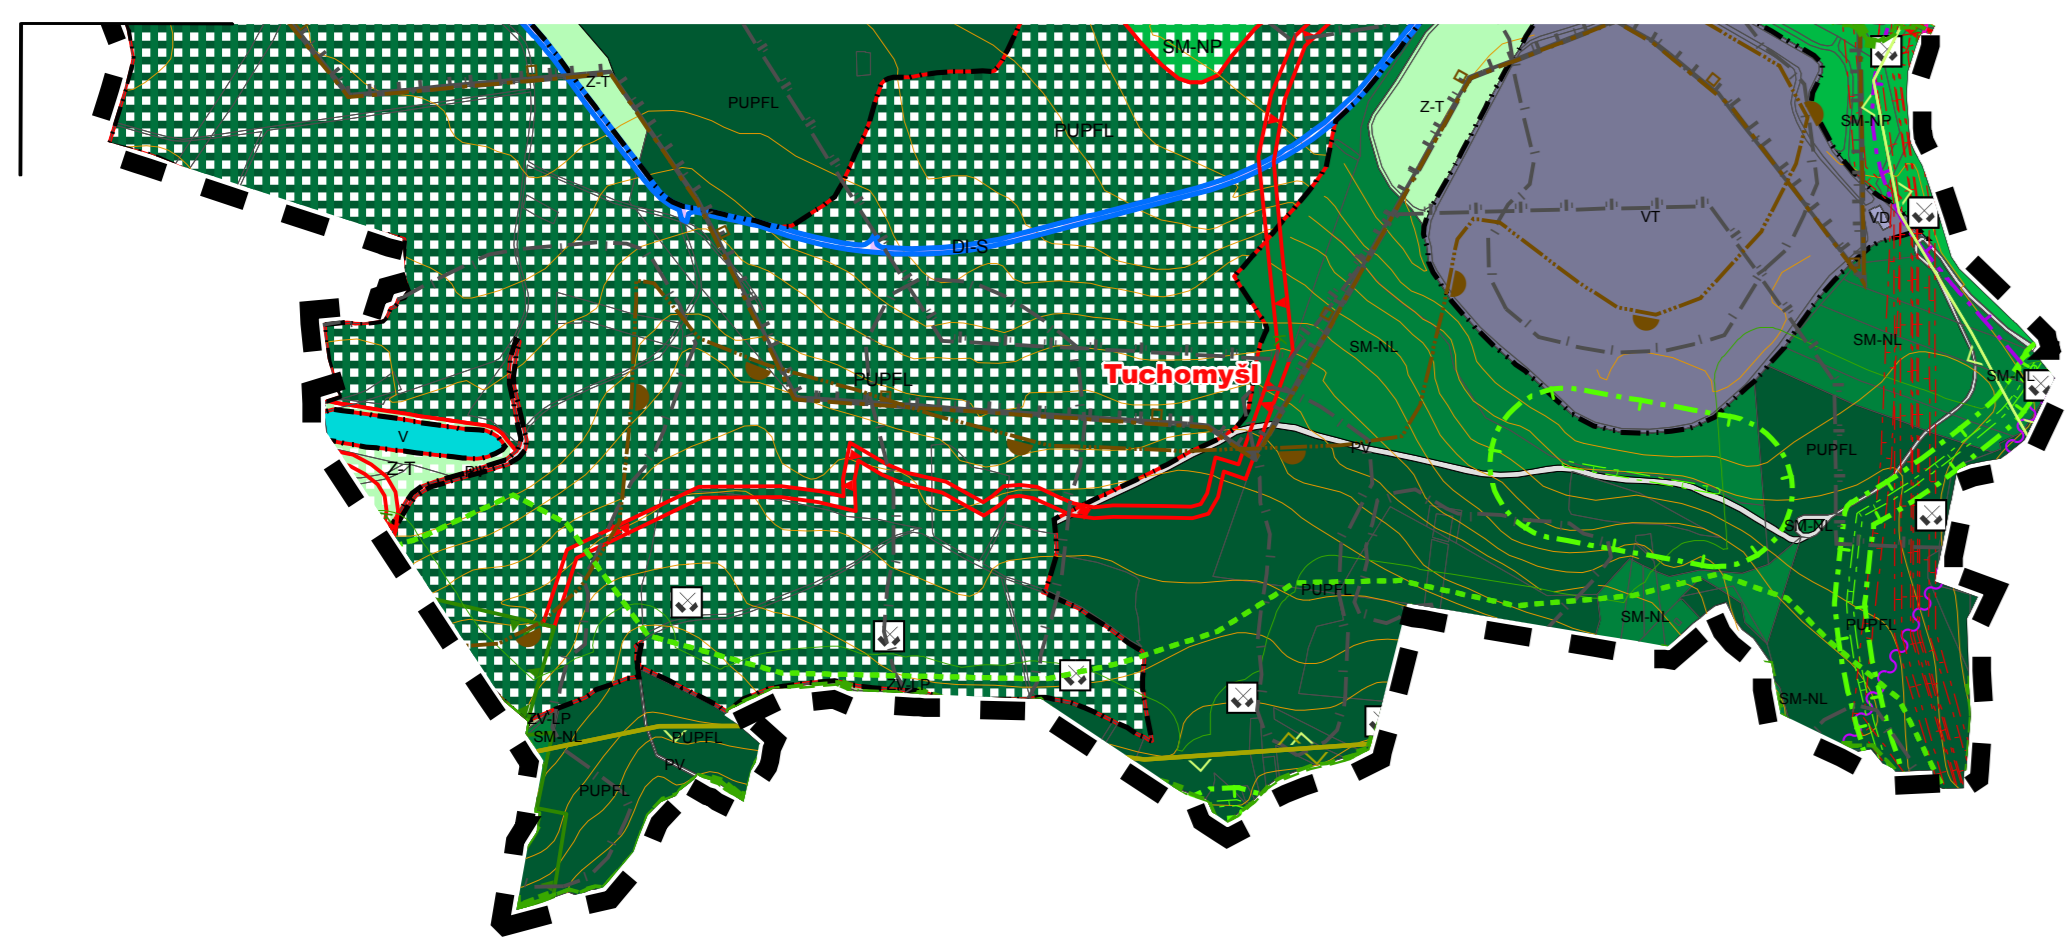 SM-NP
Z-T
PUPFL
Z-T
PUPFL
SM-NP
VT
VD
DI-S
SM-NL
SM-NL
Tuchomyšl
PUPFL
SM-NL
V
PV
PUPFL
Z-T
SM-NL
PUPFL
SM-NL
PUPFL
ZV-LP
SM-NL
ZV-LP
SM-NL
PUPFL
PV
PUPFL